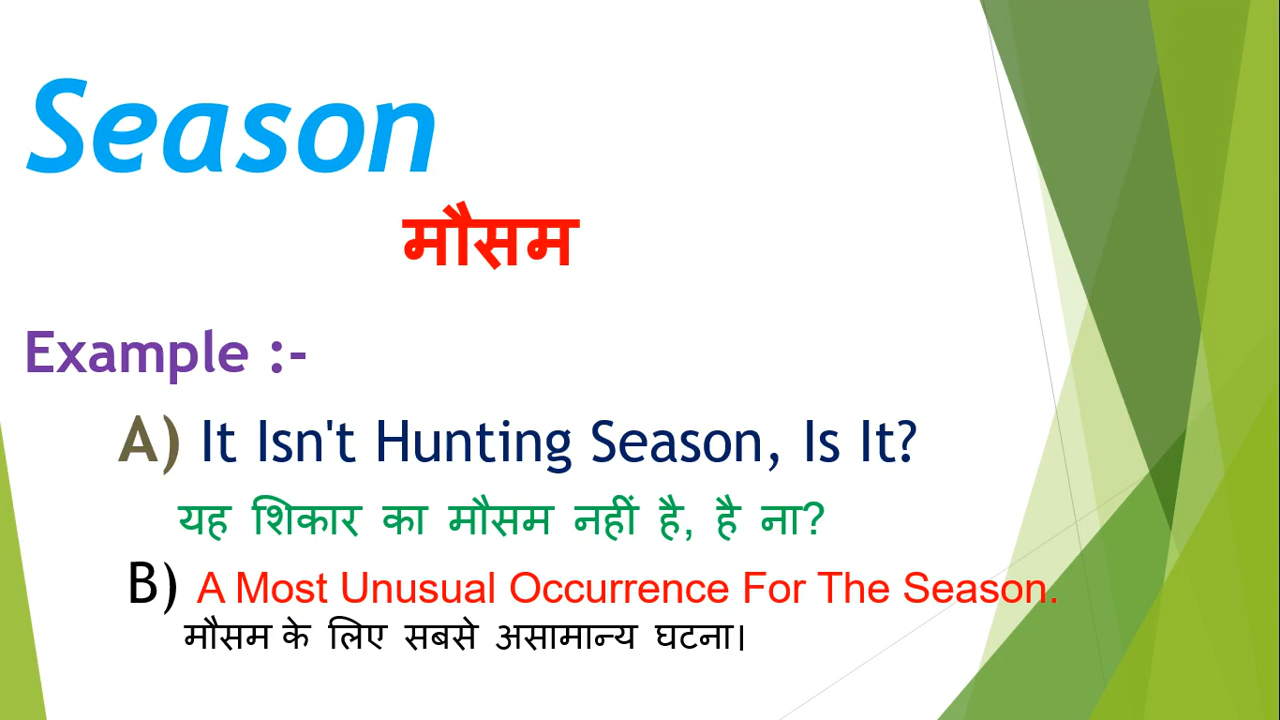 Season
मौसम
Example :-
A) It Isn't Hunting Season, Is It?
यह शिकार का मौसम नहीं है, है ना?
B) A Most Unusual Occurrence For The Season.
मौसम के लिए सबसे असामान्य घटना।